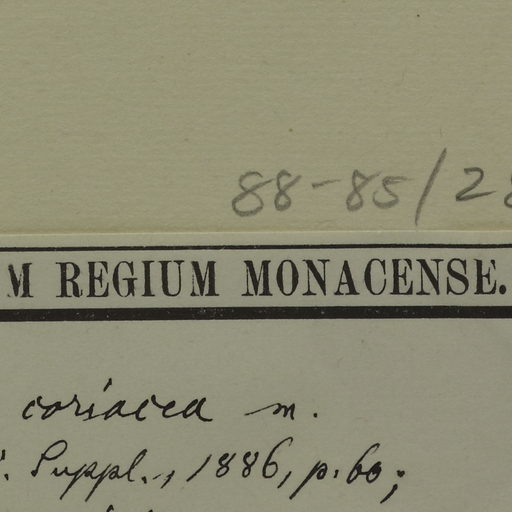 88-85/28
M REGIUM MONACENSE.
coriacea m.
Suppl., 1886, p. 60;